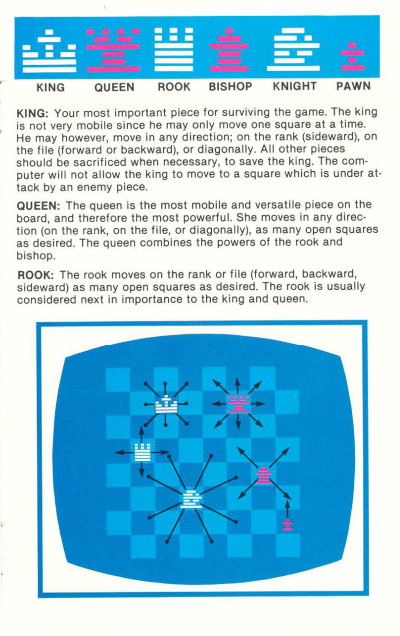 KING QUEEN ROOK BISHOP KNIGHT PAWN
KING: Your most important piece for surviving the game. The king
is not very mobile since he may only move one square at a time.
He may however, move in any direction; on the rank (sideward), on
the file (forward or backward), or diagonally. All other pieces
should be sacrificed when necessary, to save the king. The com-
puter will not allow the king to move to a square which is under at-
tack by an enemy piece.
QUEEN: The queen is the most mobile and versatile piece on the
board, and therefore the most powerful. She moves in any direc-
tion (on the rank, on the file, or diagonally), as many open squares
as desired. The queen combines the powers of the rook and
bishop.
ROOK: The rook moves on the rank or file (forward, backward,
sideward) as many open squares as desired. The rook is usually
considered next in importance to the king and queen.